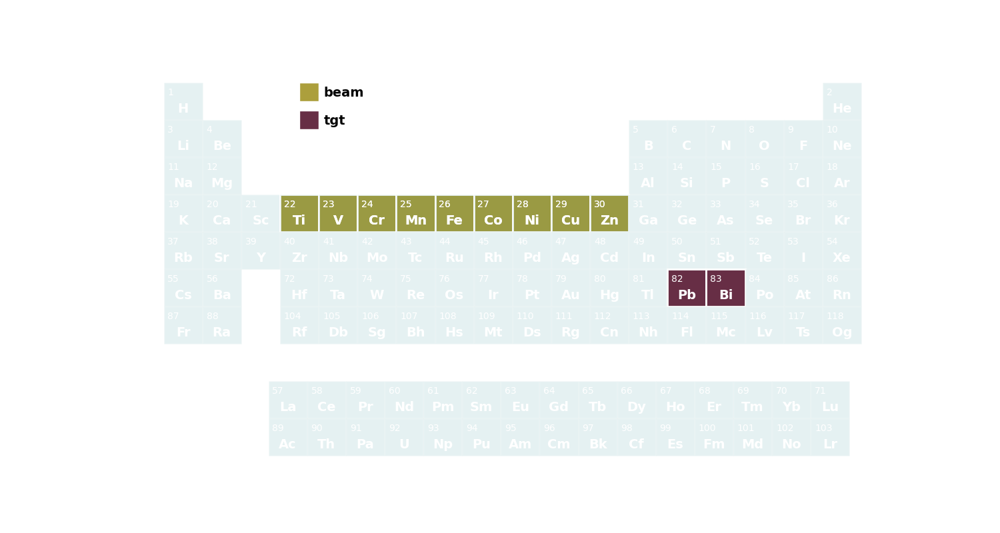 beam
tgt
1 2
H He
3 4 5 6 7 8 9 10
Li Be B C N O F Ne
11 12 13 14 15 16 17 18
Na Mg Al Si P S Cl Ar
19 20 21 22 23 24 25 26 27 28 29 30 31 32 33 34 35 36
K Ca Sc Ti V Cr Mn Fe Co Ni Cu Zn Ga Ge As Se Br Kr
37 38 39 40 41 42 43 44 45 46 47 48 49 50 51 52 53 54
Rb Sr Y Zr Nb Mo Tc Ru Rh Pd Ag Cd In Sn Sb Te I Xe
55 56 72 73 74 75 76 77 78 79 80 81 82 83 84 85 86
Cs Ba Hf Ta W Re Os Ir Pt Au Hg Tl Pb Bi Po At Rn
87 88 104 105 106 107 108 109 110 111 112 113 114 115 116 117 118
Fr Ra Rf Db Sg Bh Hs Mt Ds Rg Cn Nh Fl Mc Lv Ts Og
57 58 59 60 61 62 63 64 65 66 67 68 69 70 71
La Ce Pr Nd Pm Sm Eu Gd Tb Dy Ho Er Tm Yb Lu
89 90 91 92 93 94 95 96 97 98 99 100 101 102 103
Ac Th Pa U Np Pu Am Cm Bk Cf Es Fm Md No Lr